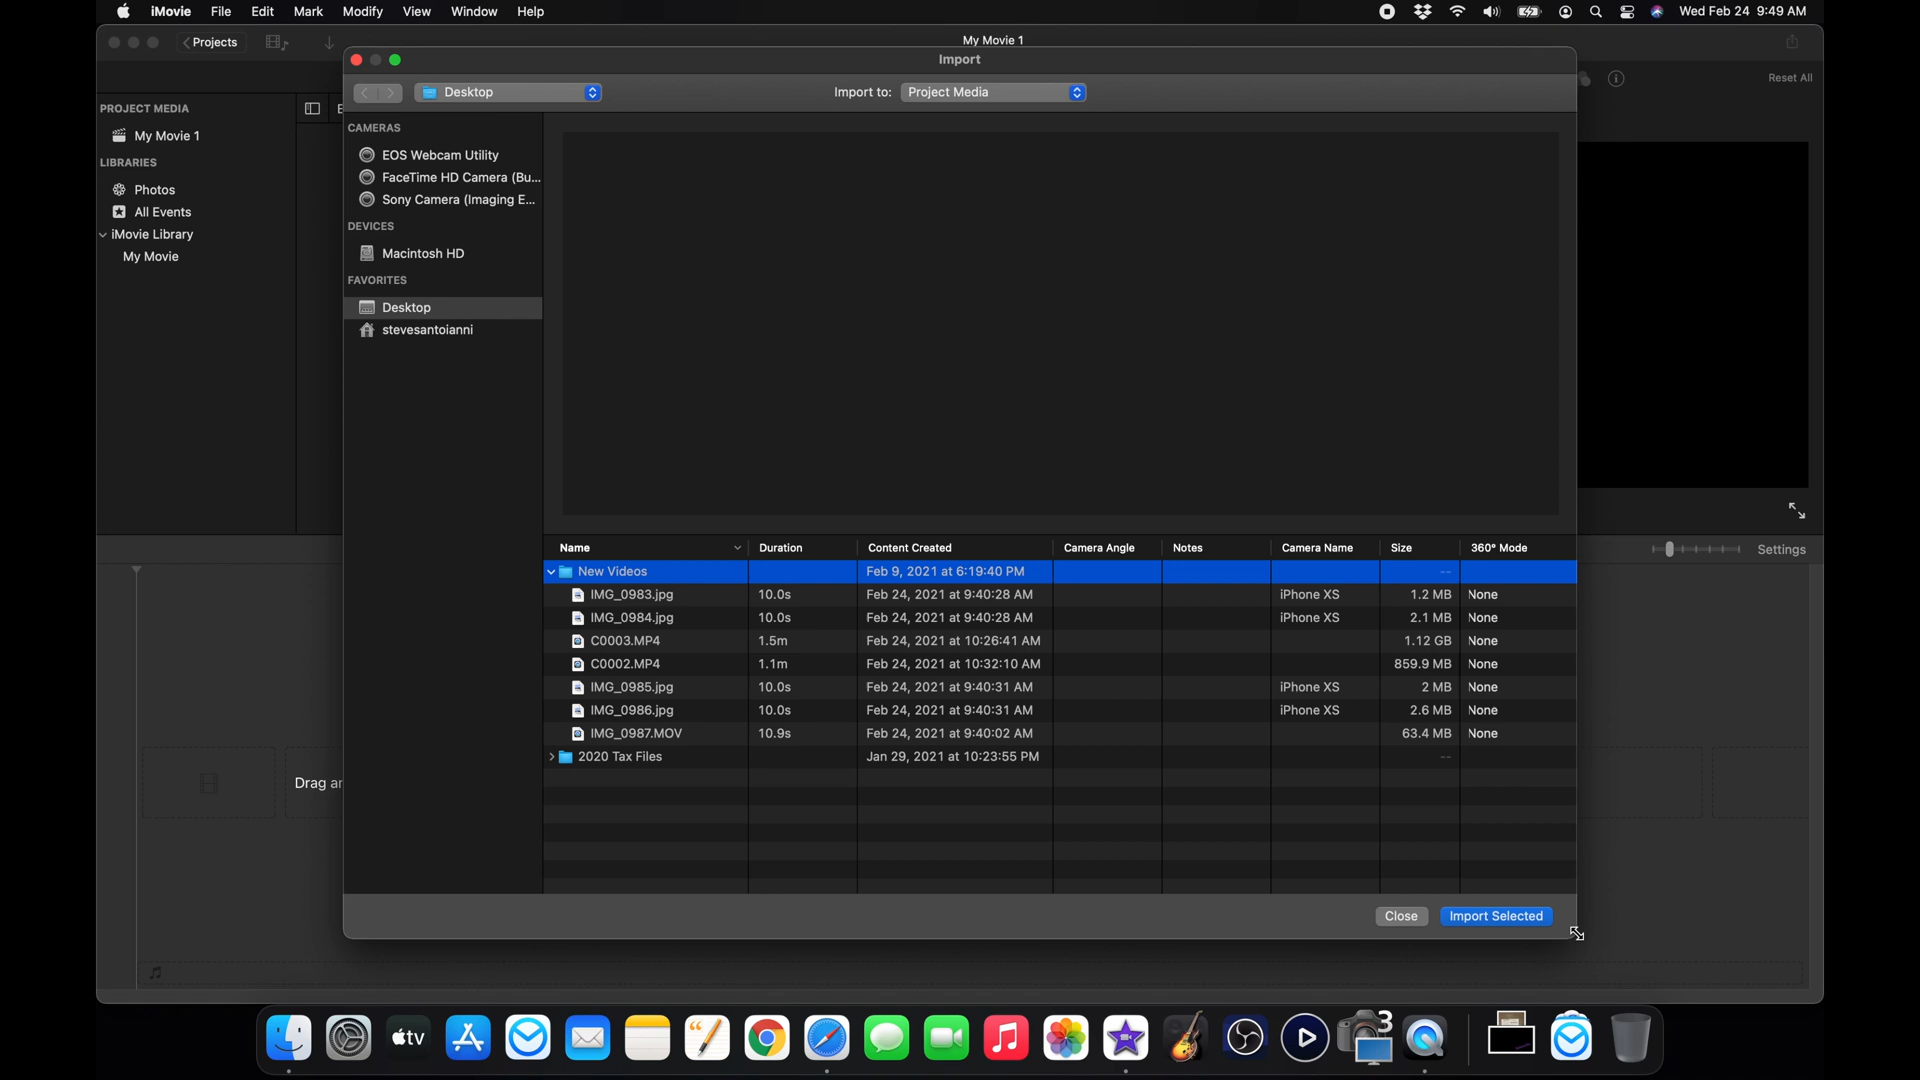 iMovie File Edit Mark Modify View Window Help Wed Feb 24 9:49 AM
Projects My Movie 1
Import
Reset All
Desktop Import to: Project Media
PROJECT MEDIA
My Movie 1
LIBRARIES
Photos
All Events
iMovie Library
My Movie
CAMERAS
EOS Webcam Utility
FaceTime HD Camera (Bu...
Sony Camera (Imaging E...
DEVICES
Macintosh HD
FAVORITES
Desktop
stevesantoianni
Name Duration Content Created Camera Angle Notes Camera Name Size 360° Mode
New Videos Feb 9, 2021 at 6:19:40 PM --
IMG_0983.jpg 10.0s Feb 24, 2021 at 9:40:28 AM iPhone XS 1.2 MB None
IMG_0984.jpg 10.0s Feb 24, 2021 at 9:40:28 AM iPhone XS 2.1 MB None
C0003.MP4 1.5m Feb 24, 2021 at 10:26:41 AM 1.12 GB None
C0002.MP4 1.1m Feb 24, 2021 at 10:32:10 AM 859.9 MB None
IMG_0985.jpg 10.0s Feb 24, 2021 at 9:40:31 AM iPhone XS 2 MB None
IMG_0986.jpg 10.0s Feb 24, 2021 at 9:40:31 AM iPhone XS 2.6 MB None
IMG_0987.MOV 10.9s Feb 24, 2021 at 9:40:02 AM 63.4 MB None
2020 Tax Files Jan 29, 2021 at 10:23:55 PM --
Settings
Drag
Close Import Selected
tv
3